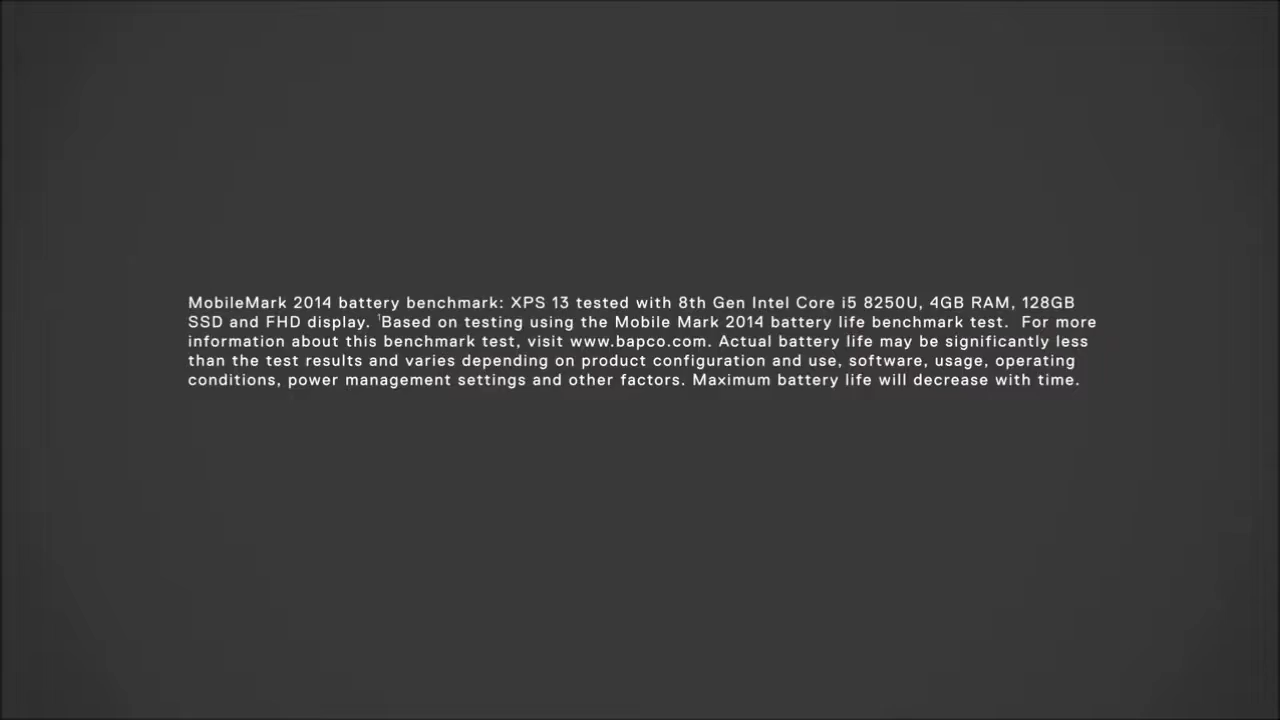 MobileMark 2014 battery benchmark: XPS 13 tested with 8th Gen Intel Core i5 8250U, 4GB RAM, 128GB
SSD and FHD display. ¹Based on testing using the Mobile Mark 2014 battery life benchmark test.  For more
information about this benchmark test, visit www.bapco.com. Actual battery life may be significantly less
than the test results and varies depending on product configuration and use, software, usage, operating
conditions, power management settings and other factors. Maximum battery life will decrease with time.